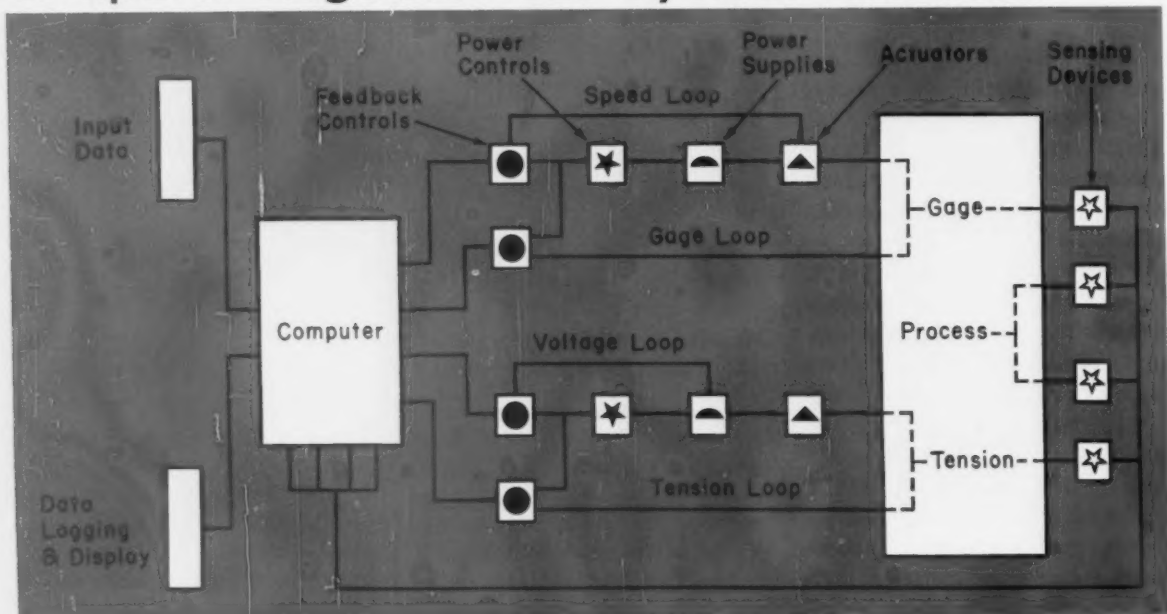 Power
Controls
Power
Supplies
Actuators
Sensing
Devices
Feedback
Controls
Speed Loop
Input
Data
Gage
Gage Loop
Computer
Process
Voltage Loop
Tension
Tension Loop
Data
Logging
& Display